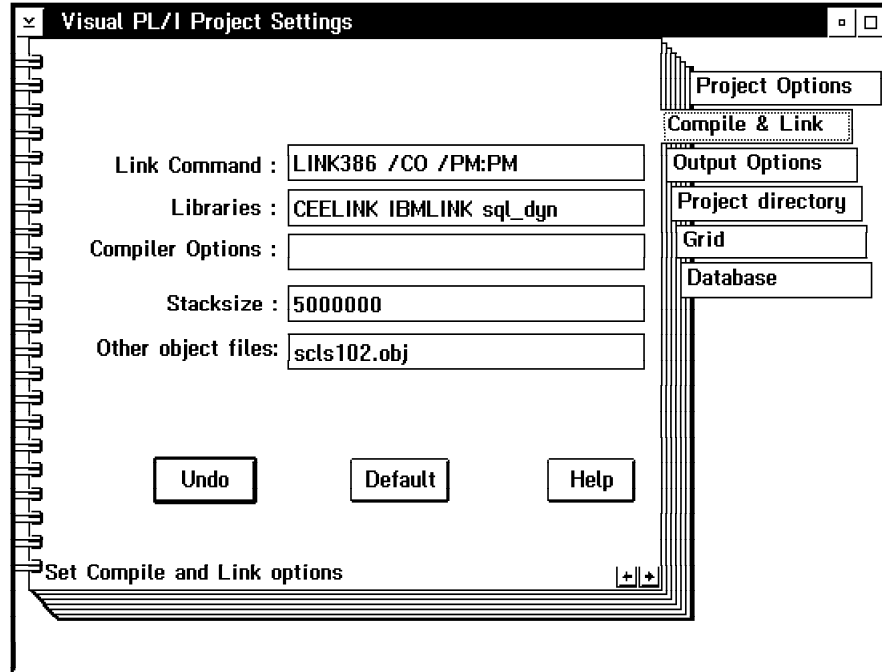 Visual PL/I Project Settings
Project Options
Compile & Link
Output Options
Project directory
Grid
Database
Link Command : LINK386 /CO /PM:PM
Libraries : CEELINK IBMLINK sql_dyn
Compiler Options :
Stacksize : 5000000
Other object files: scls102.obj
Undo Default Help
Set Compile and Link options